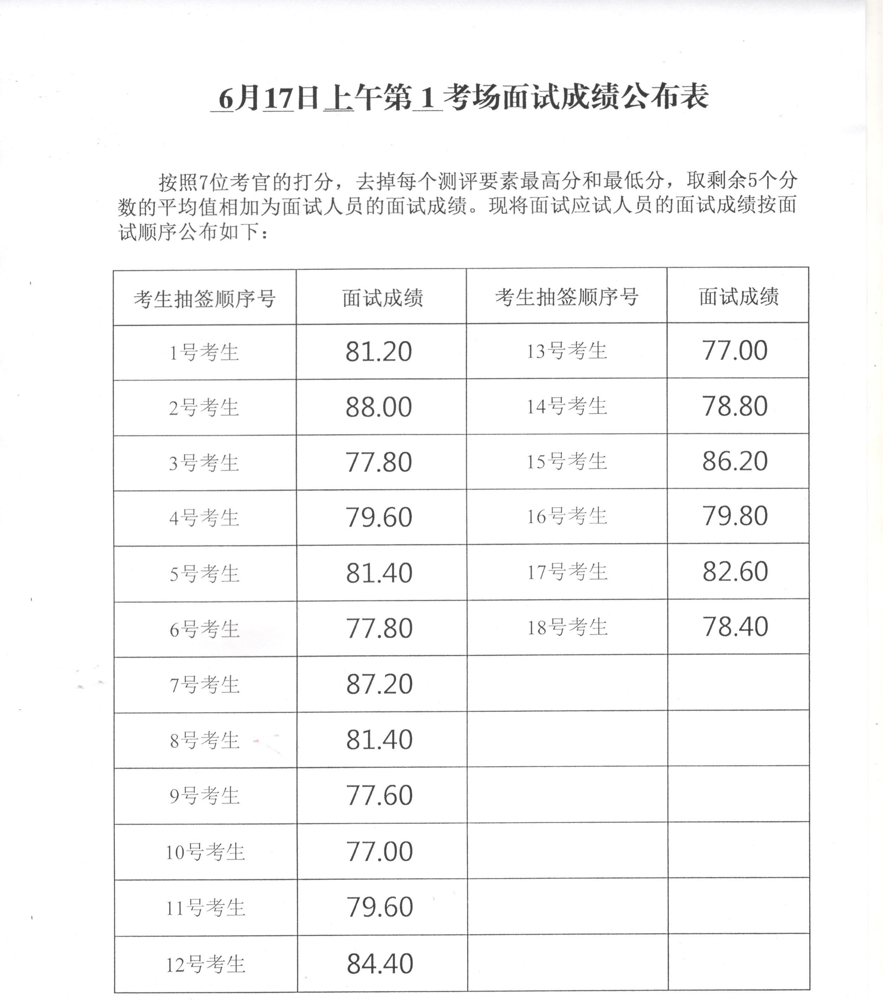 6月17日上午第 1 考场面试成绩公布表
按照7位考官的打分，去掉每个测评要素最高分和最低分，取剩余5个分
数的平均值相加为面试人员的面试成绩。现将面试应试人员的面试成绩按面
试顺序公布如下：
考生抽签顺序号 面试成绩 考生抽签顺序号 面试成绩
1号考生 81.20 13号考生 77.00
2号考生 88.00 14号考生 78.80
3号考生 77.80 15号考生 86.20
4号考生 79.60 16号考生 79.80
5号考生 81.40 17号考生 82.60
6号考生 77.80 18号考生 78.40
7号考生 87.20
8号考生 81.40
9号考生 77.60
10号考生 77.00
11号考生 79.60
12号考生 84.40